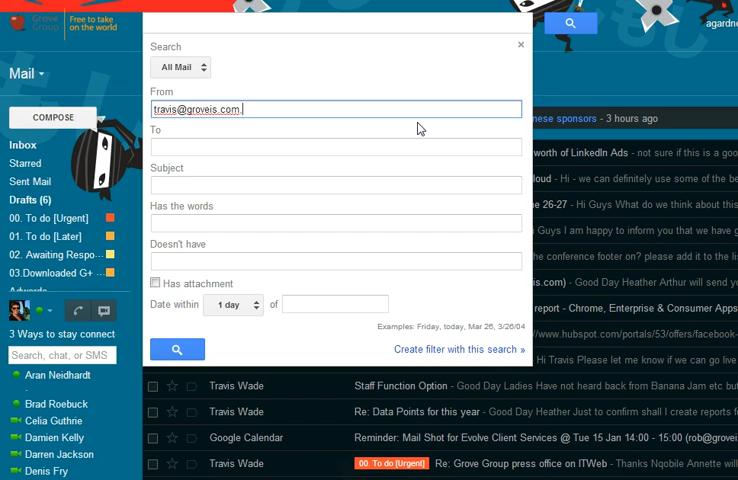 Grove Group
Free to take on the world
agardne
Search
All Mail
From
travis@groveis.com,
To
Subject
Has the words
Doesn't have
Has attachment
Date within 1 day of
Examples: Friday, today, Mar 26, 3/26/04
Create filter with this search »
Mail
COMPOSE
Inbox
Starred
Sent Mail
Drafts (6)
00. To do [Urgent]
01. To do [Later]
02. Awaiting Respo...
03.Downloaded G+
Adwords
3 Ways to stay connect
Search, chat, or SMS
Aran Neidhardt
-
Brad Roebuck
Celia Guthrie
Damien Kelly
Darren Jackson
Denis Fry
nese sponsors - 3 hours ago
worth of LinkedIn Ads - not sure if this is a goo
loud - Hi - we can definitely use some of the be
e 26-27 - Hi Guys What do we think about this
Guys I am happy to inform you that we have g
the conference footer on? please add it to the lis
is.com) - Good Day Heather Arthur will send yo
report - Chrome, Enterprise & Consumer Apps
//www.hubspot.com/portals/53/offers/facebook-
Hi Travis Please let me know if we can go live
Travis Wade Staff Function Option - Good Day Ladies Have not heard back from Banana Jam etc but
Travis Wade Re: Data Points for this year - Good Day Heather Just to confirm shall I create reports fo
Google Calendar Reminder: Mail Shot for Evolve Client Services @ Tue 15 Jan 14:00 - 15:00 (rob@grovei
Travis Wade 00. To do [Urgent] Re: Grove Group press office on ITWeb - Thanks Nqobile Annette wi